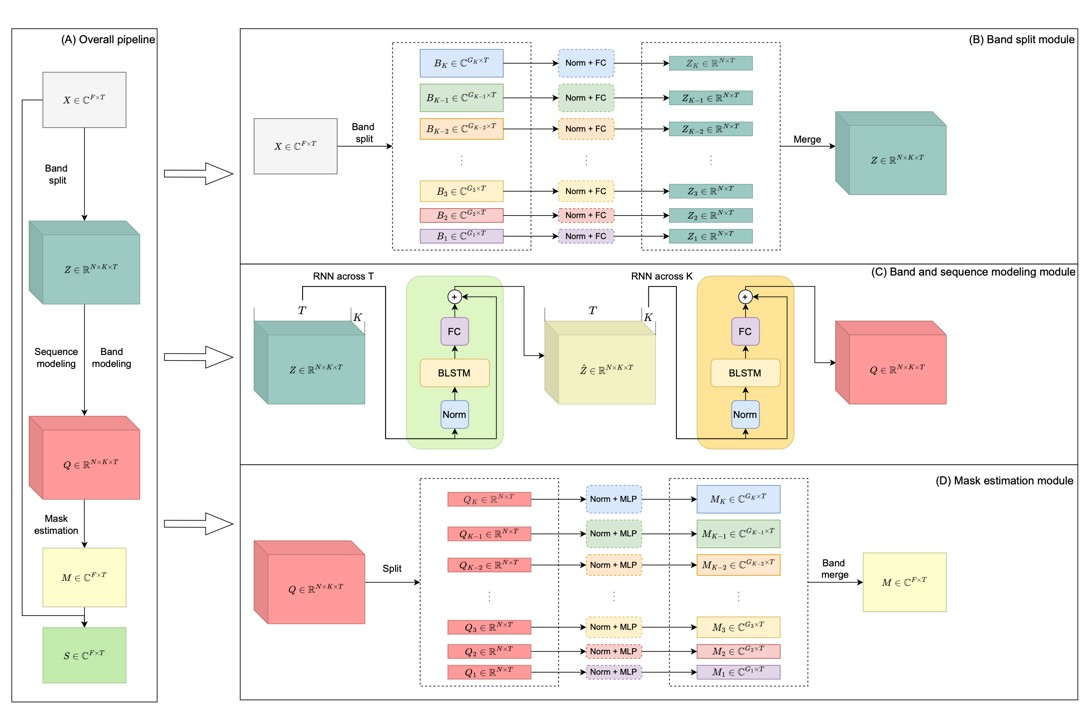 (A) Overall pipeline
X ∈ ℂ^{F×T}
Band
split
Z ∈ ℝ^{N×K×T}
Sequence
modeling
Band
modeling
Q ∈ ℝ^{N×K×T}
Mask
estimation
M ∈ ℂ^{F×T}
S ∈ ℂ^{F×T}
(B) Band split module
X ∈ ℂ^{F×T}
Band
split
B_K ∈ ℂ^{G_K×T}
Norm + FC
Z_K ∈ ℝ^{N×T}
B_{K−1} ∈ ℂ^{G_{K−1}×T}
Norm + FC
Z_{K−1} ∈ ℝ^{N×T}
B_{K−2} ∈ ℂ^{G_{K−2}×T}
Norm + FC
Z_{K−2} ∈ ℝ^{N×T}
⋮
⋮
⋮
B_3 ∈ ℂ^{G_3×T}
Norm + FC
Z_3 ∈ ℝ^{N×T}
B_2 ∈ ℂ^{G_2×T}
Norm + FC
Z_2 ∈ ℝ^{N×T}
B_1 ∈ ℂ^{G_1×T}
Norm + FC
Z_1 ∈ ℝ^{N×T}
Merge
Z ∈ ℝ^{N×K×T}
(C) Band and sequence modeling module
RNN across T
T
K
Z ∈ ℝ^{N×K×T}
+
FC
BLSTM
Norm
RNN across K
T
K
Ẑ ∈ ℝ^{N×K×T}
+
FC
BLSTM
Norm
Q ∈ ℝ^{N×K×T}
(D) Mask estimation module
Q ∈ ℝ^{N×K×T}
Split
Q_K ∈ ℝ^{N×T}
Norm + MLP
M_K ∈ ℂ^{G_K×T}
Q_{K−1} ∈ ℝ^{N×T}
Norm + MLP
M_{K−1} ∈ ℂ^{G_{K−1}×T}
Q_{K−2} ∈ ℝ^{N×T}
Norm + MLP
M_{K−2} ∈ ℂ^{G_{K−2}×T}
⋮
⋮
⋮
Q_3 ∈ ℝ^{N×T}
Norm + MLP
M_3 ∈ ℂ^{G_3×T}
Q_2 ∈ ℝ^{N×T}
Norm + MLP
M_2 ∈ ℂ^{G_2×T}
Q_1 ∈ ℝ^{N×T}
Norm + MLP
M_1 ∈ ℂ^{G_1×T}
Band
merge
M ∈ ℂ^{F×T}